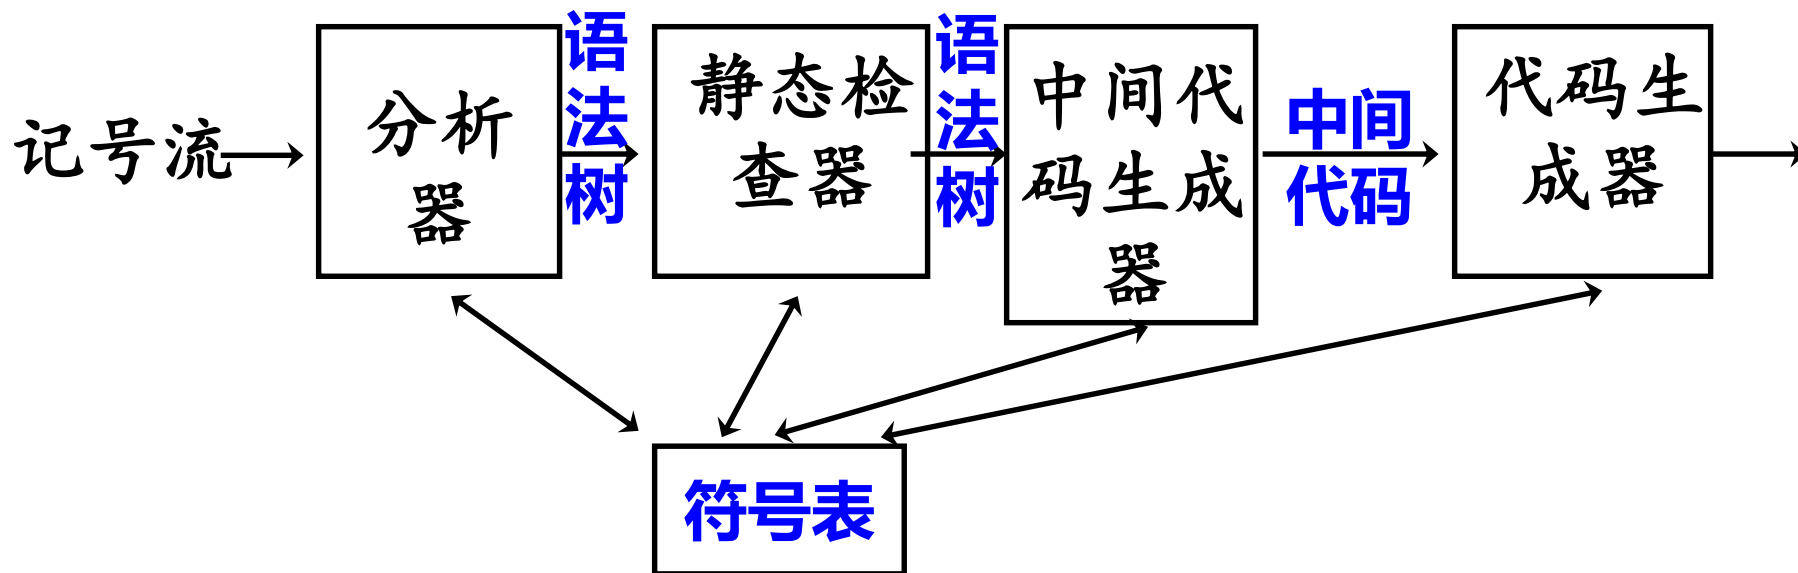 记号流
分析
器
语
法
树
静态检
查器
语
法
树
中间代
码生成
器
中间
代码
代码生
成器
符号表